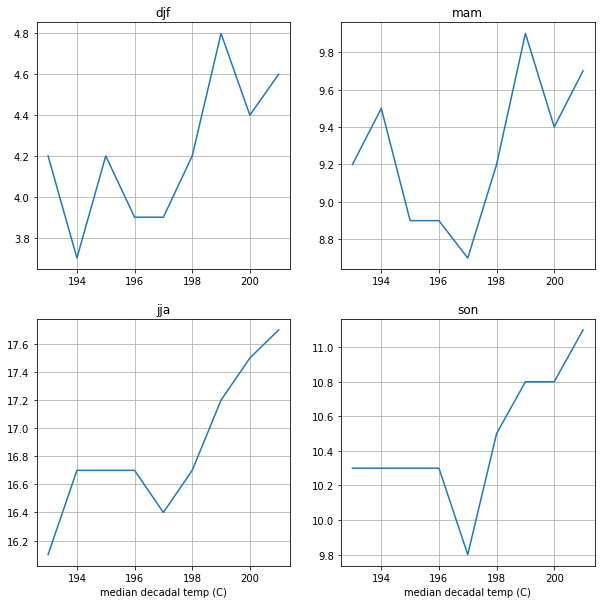 djf
4.8
4.6
4.4
4.2
4.0
3.8
194 196 198 200
mam
9.8
9.6
9.4
9.2
9.0
8.8
194 196 198 200
jja
17.6
17.4
17.2
17.0
16.8
16.6
16.4
16.2
194 196 198 200
median decadal temp (C)
son
11.0
10.8
10.6
10.4
10.2
10.0
9.8
194 196 198 200
median decadal temp (C)